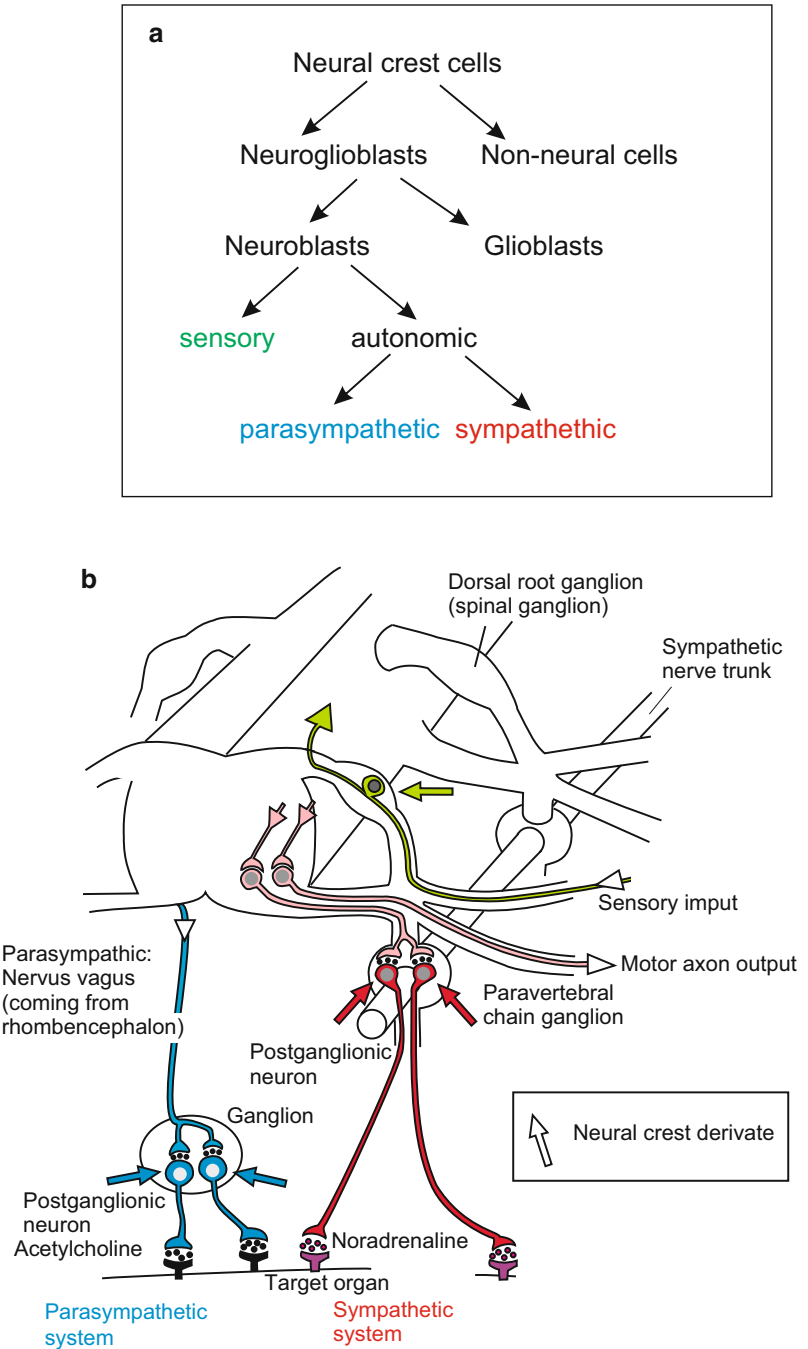 a
Neural crest cells
Neuroglioblasts Non-neural cells
Neuroblasts Glioblasts
sensory autonomic
parasympathetic sympathethic
b
Dorsal root ganglion
(spinal ganglion)
Sympathetic
nerve trunk
Sensory imput
Motor axon output
Parasympathic:
Nervus vagus
(coming from
rhombencephalon)
Paravertebral
chain ganglion
Postganglionic
neuron
Ganglion
Neural crest derivate
Postganglionic
neuron
Acetylcholine
Noradrenaline
Target organ
Parasympathetic
system
Sympathetic
system